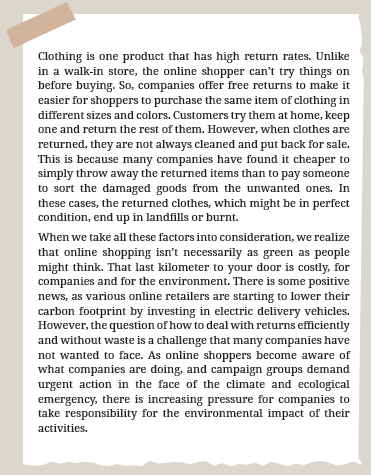 Clothing is one product that has high return rates. Unlike
in a walk-in store, the online shopper can't try things on
before buying. So, companies offer free returns to make it
easier for shoppers to purchase the same item of clothing in
different sizes and colors. Customers try them at home, keep
one and return the rest of them. However, when clothes are
returned, they are not always cleaned and put back for sale.
This is because many companies have found it cheaper to
simply throw away the returned items than to pay someone
to sort the damaged goods from the unwanted ones. In
these cases, the returned clothes, which might be in perfect
condition, end up in landfills or burnt.
When we take all these factors into consideration, we realize
that online shopping isn't necessarily as green as people
might think. That last kilometer to your door is costly, for
companies and for the environment. There is some positive
news, as various online retailers are starting to lower their
carbon footprint by investing in electric delivery vehicles.
However, the question of how to deal with returns efficiently
and without waste is a challenge that many companies have
not wanted to face. As online shoppers become aware of
what companies are doing, and campaign groups demand
urgent action in the face of the climate and ecological
emergency, there is increasing pressure for companies to
take responsibility for the environmental impact of their
activities.